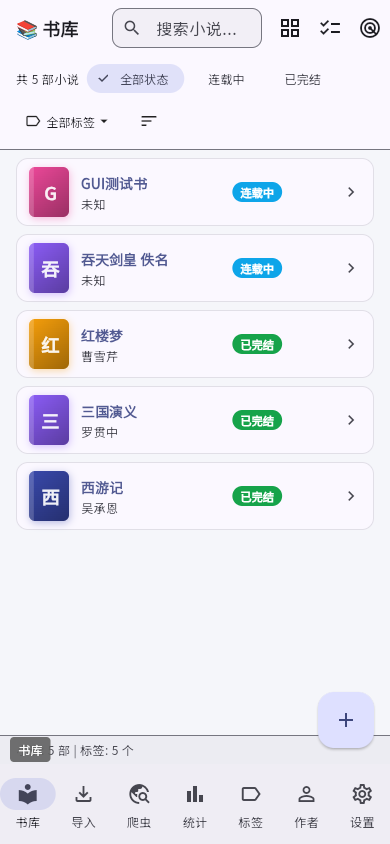 📚 书库
搜索小说...
共 5 部小说
全部状态
连载中
已完结
全部标签
G
GUI测试书
未知
连载中
吞
吞天剑皇 佚名
未知
连载中
红
红楼梦
曹雪芹
已完结
三
三国演义
罗贯中
已完结
西
西游记
吴承恩
已完结
书库
部 | 标签: 5 个
书库
导入
爬虫
统计
标签
作者
设置